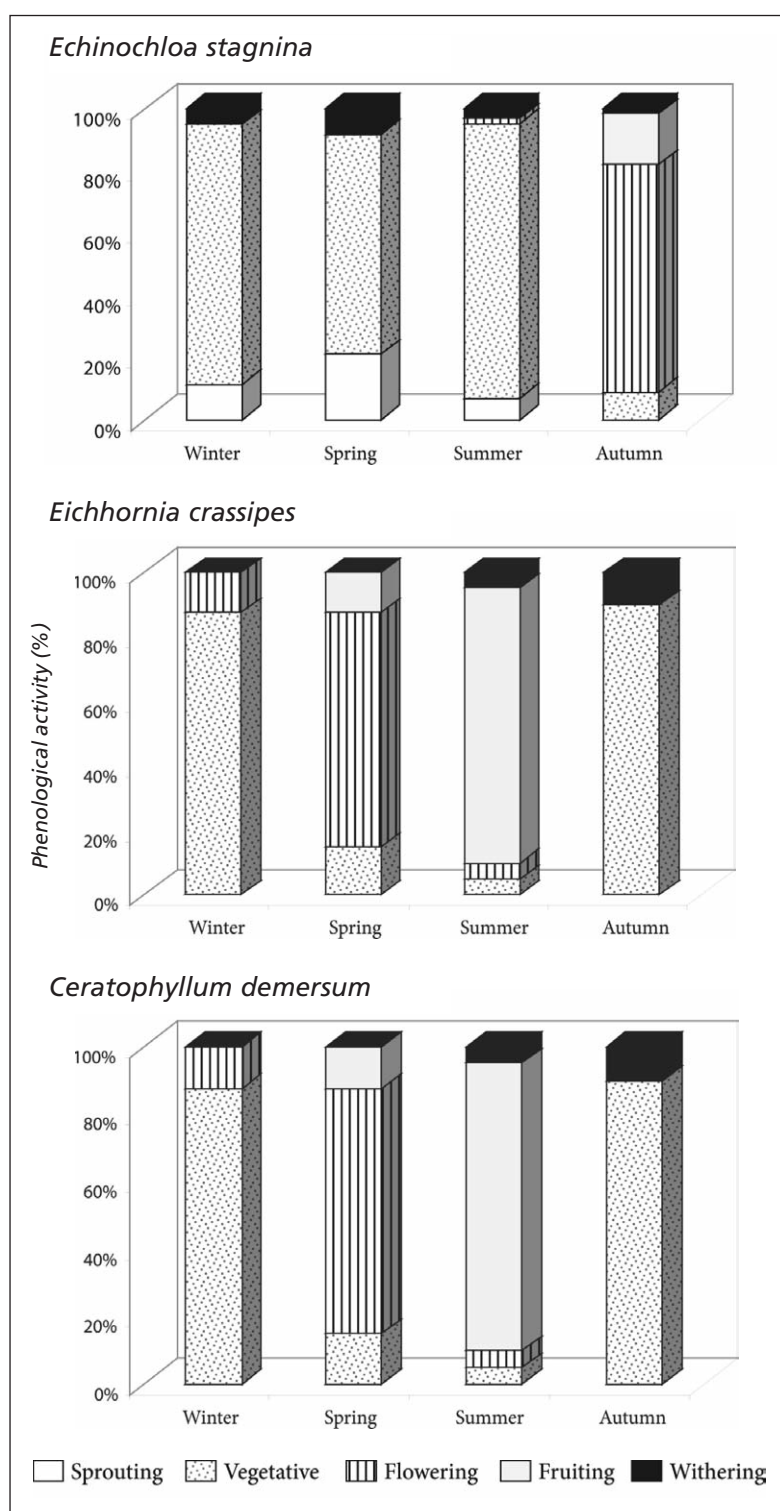 Echinochloa stagnina
100%
80%
60%
40%
20%
0%
Winter Spring Summer Autumn
Eichhornia crassipes
Phenological activity (%)
100%
80%
60%
40%
20%
0%
Winter Spring Summer Autumn
Ceratophyllum demersum
100%
80%
60%
40%
20%
0%
Winter Spring Summer Autumn
Sprouting Vegetative Flowering Fruiting Withering